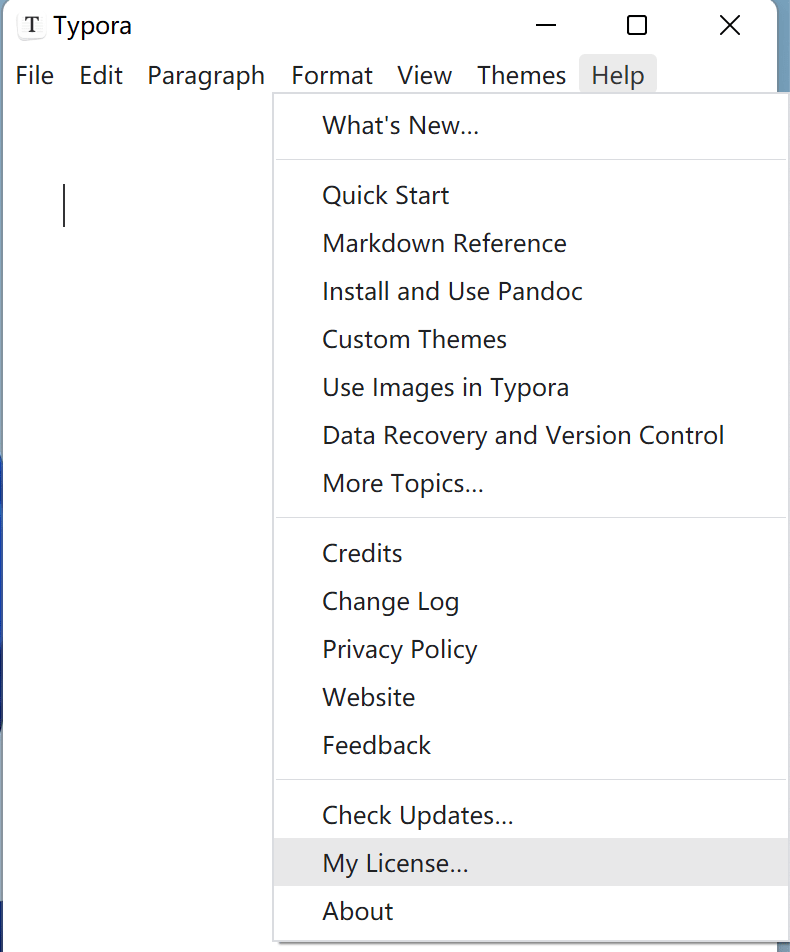 T Typora
File Edit Paragraph Format View Themes Help
What's New...
Quick Start
Markdown Reference
Install and Use Pandoc
Custom Themes
Use Images in Typora
Data Recovery and Version Control
More Topics...
Credits
Change Log
Privacy Policy
Website
Feedback
Check Updates...
My License...
About